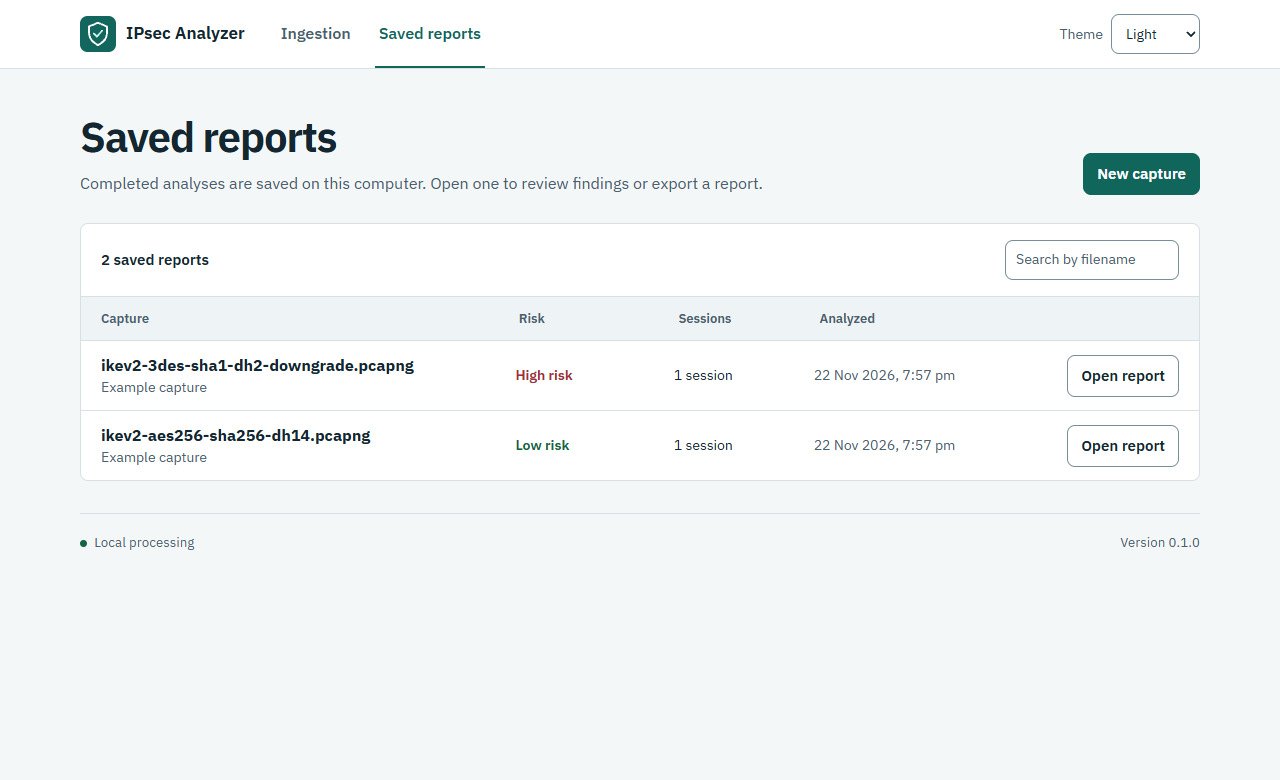 IPsec Analyzer
Ingestion
Saved reports
Theme
Light
Saved reports
Completed analyses are saved on this computer. Open one to review findings or export a report.
New capture
2 saved reports
Search by filename
Capture Risk Sessions Analyzed
ikev2-3des-sha1-dh2-downgrade.pcapng
Example capture
High risk
1 session
22 Nov 2026, 7:57 pm
Open report
ikev2-aes256-sha256-dh14.pcapng
Example capture
Low risk
1 session
22 Nov 2026, 7:57 pm
Open report
Local processing
Version 0.1.0